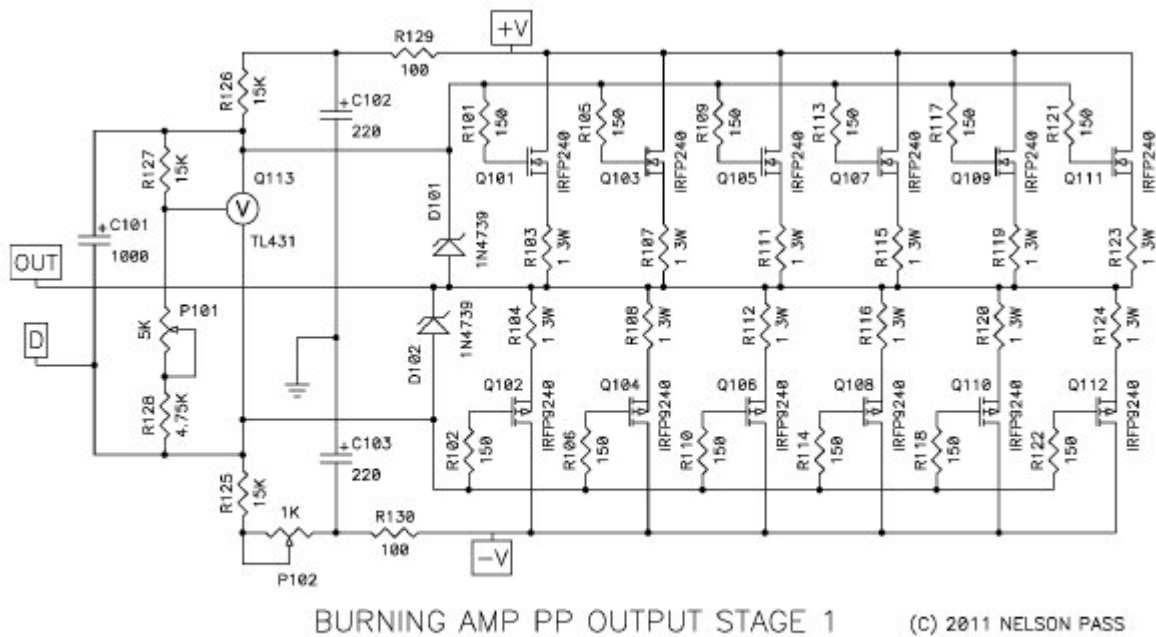 +V
R129
100
R126
15K
C102
220
R127
15K
Q113
TL431
C101
1000
OUT
D
P101
5K
R128
4.75K
R125
15K
1K
P102
C103
220
R130
100
-V
D101
1N4739
D102
1N4739
R101
150
R105
150
R109
150
R113
150
R117
150
R121
150
Q101
IRFP240
Q103
IRFP240
Q105
IRFP240
Q107
IRFP240
Q109
IRFP240
Q111
IRFP240
R103
1 3W
R107
1 3W
R111
1 3W
R115
1 3W
R119
1 3W
R123
1 3W
R104
1 3W
R108
1 3W
R112
1 3W
R116
1 3W
R120
1 3W
R124
1 3W
Q102
IRFP9240
Q104
IRFP9240
Q106
IRFP9240
Q108
IRFP9240
Q110
IRFP9240
Q112
IRFP9240
R102
150
R106
150
R110
150
R114
150
R118
150
R122
150
V
BURNING AMP PP OUTPUT STAGE 1
(C) 2011 NELSON PASS